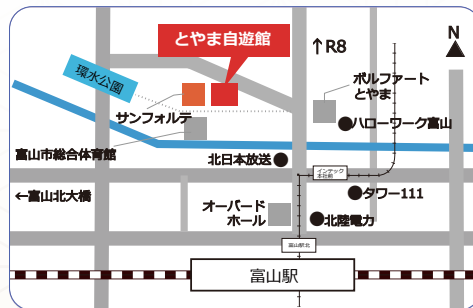 とやま自遊館
↑R8
N
環水公園
ボルファート
とやま
サンフォルテ
ハローワーク富山
富山市総合体育館
北日本放送
インテック
本社前
←富山北大橋
タワー111
オーバード
ホール
北陸電力
富山駅北
富山駅